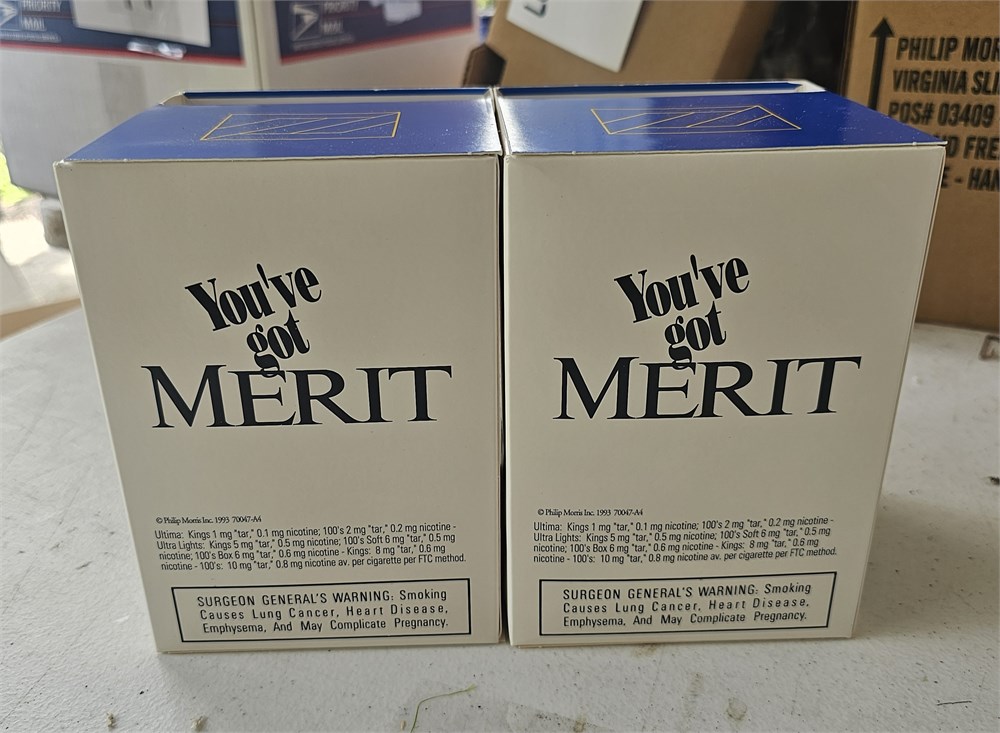 PRIORITY
MAIL
PRIORITY
MAIL
PHILIP MOR
VIRGINIA SLI
POS# 03409
D FRE
E - HAN
You've
got
MERIT
© Philip Morris Inc. 1993 70047-A4
Ultima: Kings 1 mg "tar," 0.1 mg nicotine; 100's 2 mg "tar," 0.2 mg nicotine -
Ultra Lights: Kings 5 mg "tar," 0.5 mg nicotine; 100's Soft 6 mg "tar," 0.5 mg
nicotine; 100's Box 6 mg "tar," 0.6 mg nicotine - Kings: 8 mg "tar," 0.6 mg
nicotine - 100's: 10 mg "tar," 0.8 mg nicotine av. per cigarette per FTC method.
SURGEON GENERAL'S WARNING: Smoking
Causes Lung Cancer, Heart Disease,
Emphysema, And May Complicate Pregnancy.
You've
got
MERIT
© Philip Morris Inc. 1993 70047-A4
Ultima: Kings 1 mg "tar," 0.1 mg nicotine; 100's 2 mg "tar," 0.2 mg nicotine -
Ultra Lights: Kings 5 mg "tar," 0.5 mg nicotine; 100's Soft 6 mg "tar," 0.5 mg
nicotine; 100's Box 6 mg "tar," 0.6 mg nicotine - Kings: 8 mg "tar," 0.6 mg
nicotine - 100's: 10 mg "tar," 0.8 mg nicotine av. per cigarette per FTC method.
SURGEON GENERAL'S WARNING: Smoking
Causes Lung Cancer, Heart Disease,
Emphysema, And May Complicate Pregnancy.